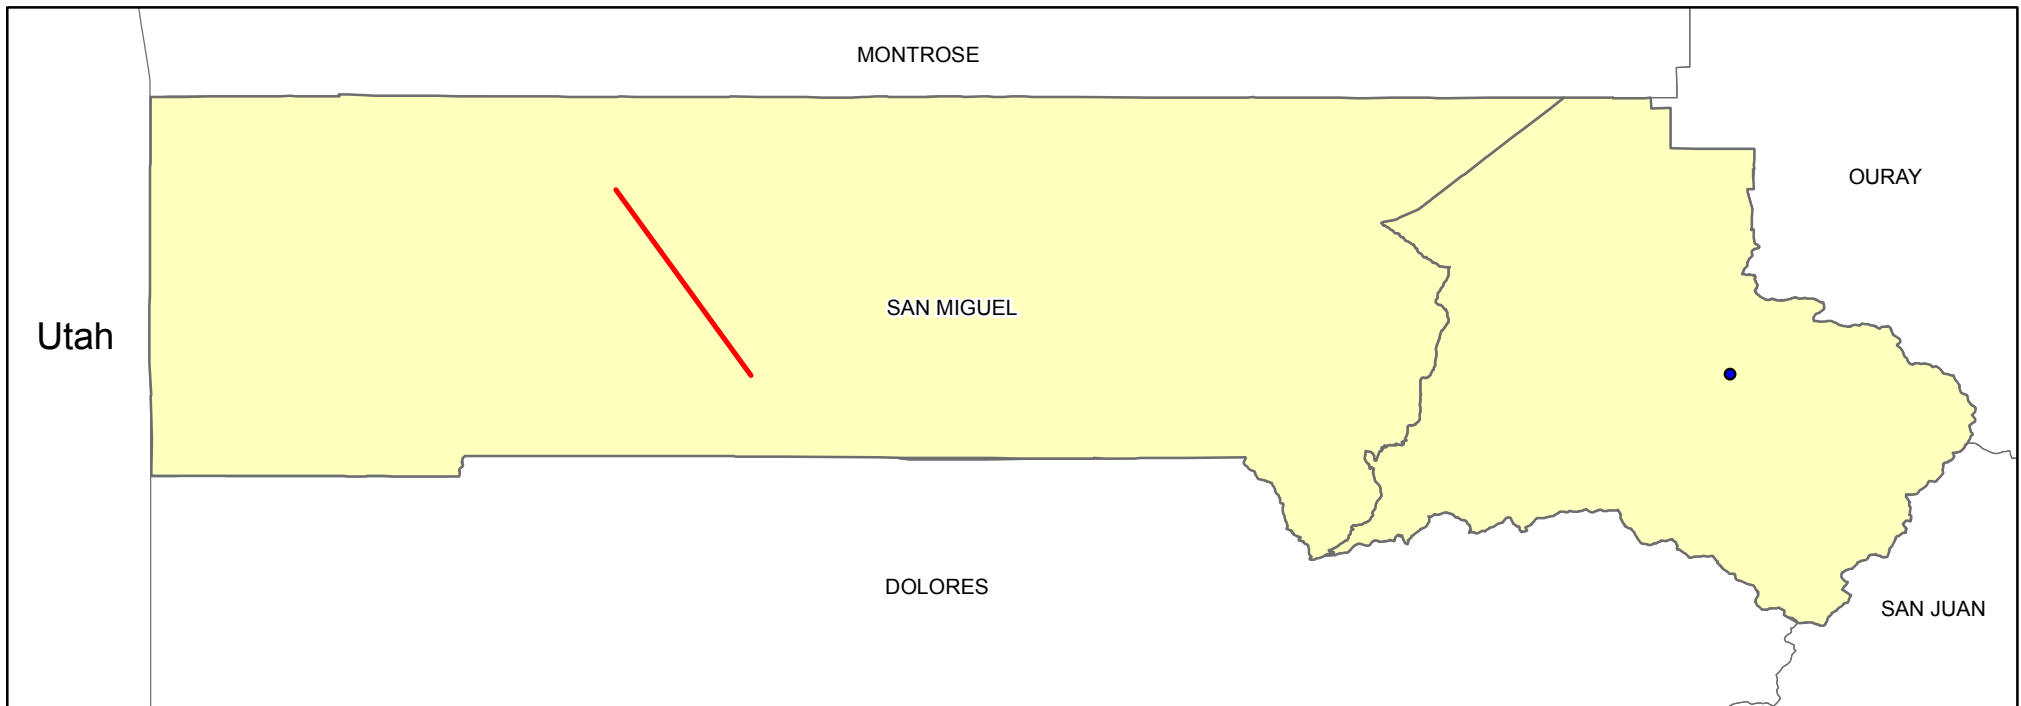 MONTROSE
OURAY
SAN MIGUEL
Utah
DOLORES
SAN JUAN